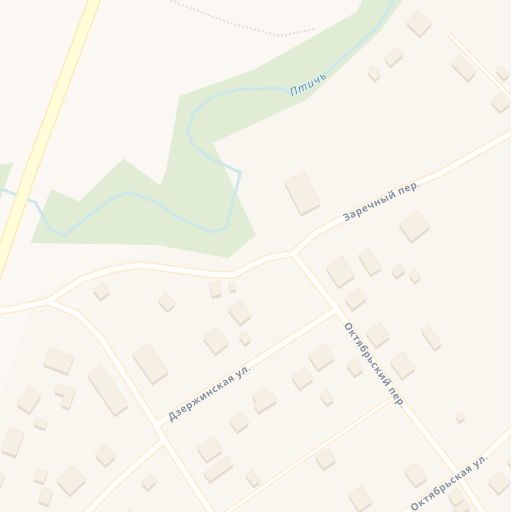 Птичь
Заречный пер.
Октябрьский пер.
Дзержинская ул.
Октябрьская ул.